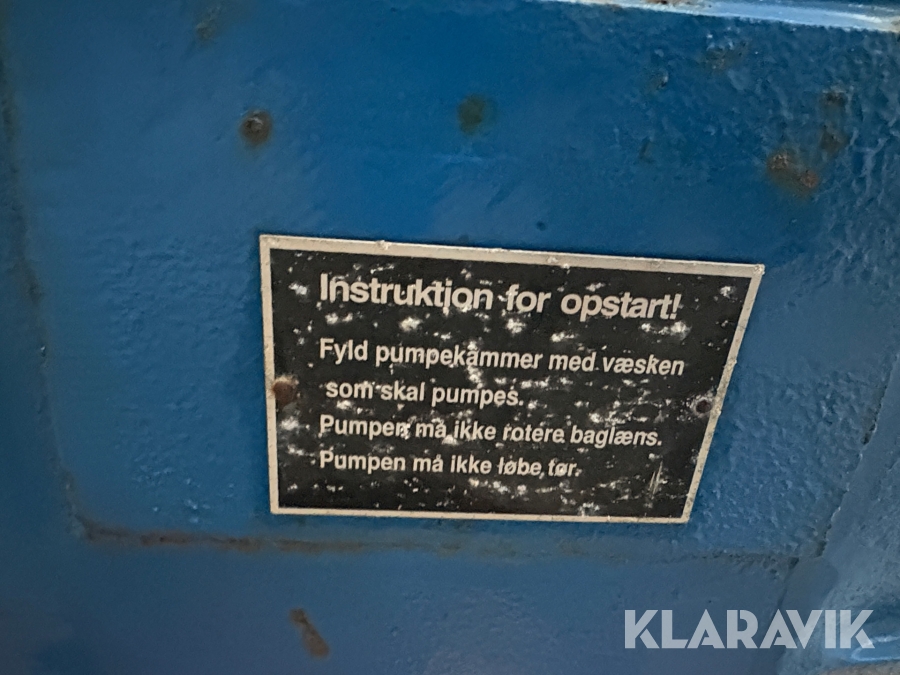 Instruktion for opstart!
Fyld pumpekammer med væsken
som skal pumpes.
Pumpen må ikke rotere baglæns.
Pumpen må ikke løbe tør.
KLARAVIK